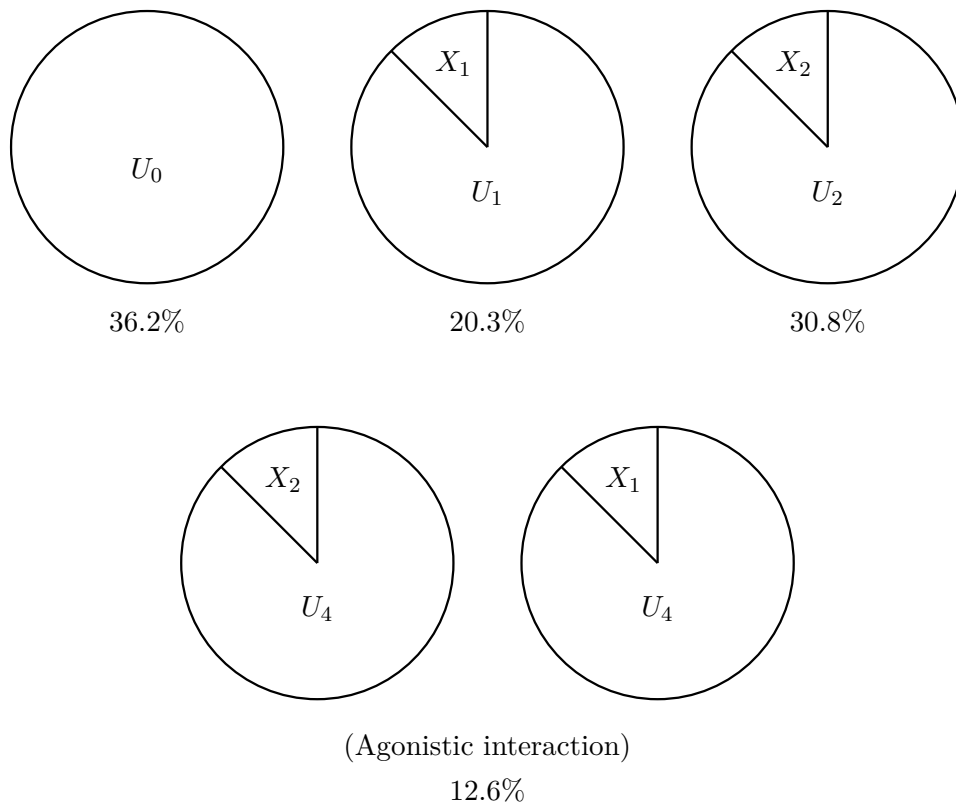 X₁ X₂
U₀ U₁ U₂
36.2% 20.3% 30.8%
X₂ X₁
U₄ U₄
(Agonistic interaction)
12.6%